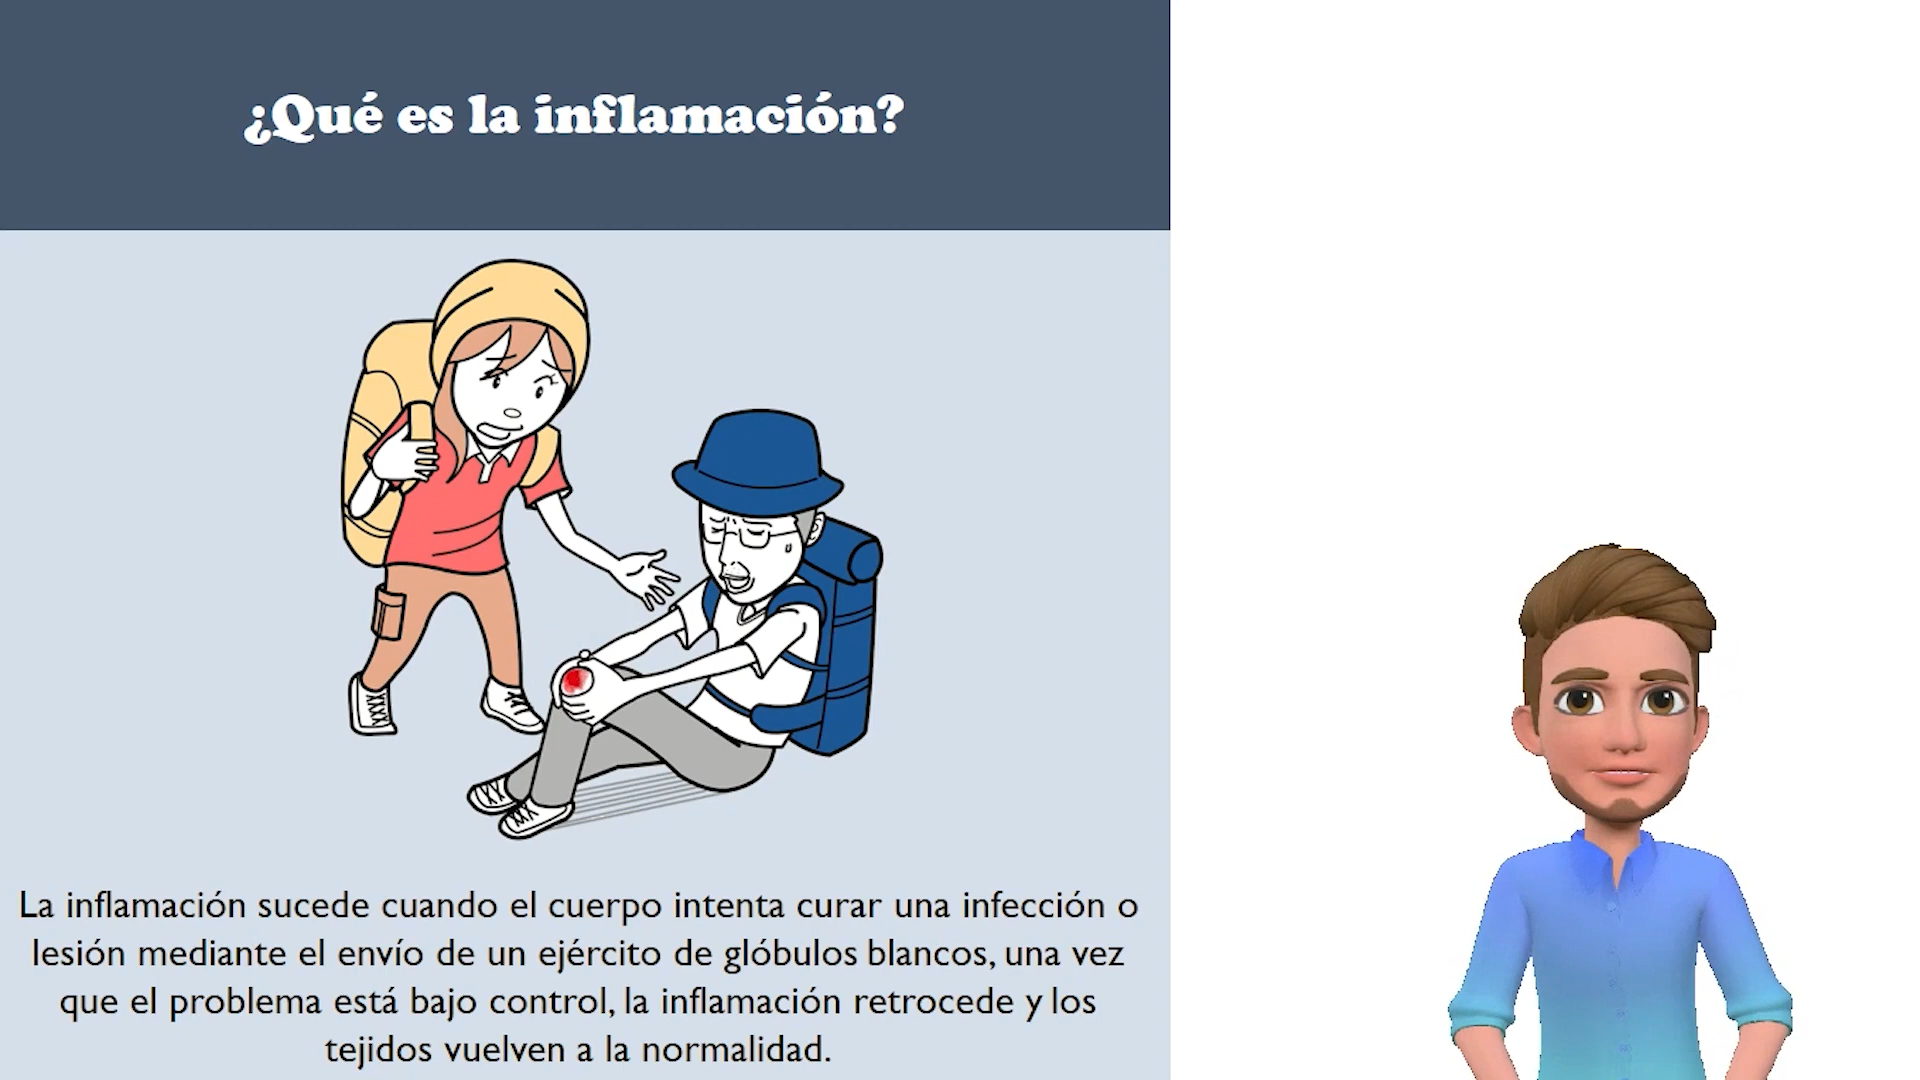 ¿Qué es la inflamación?
La inflamación sucede cuando el cuerpo intenta curar una infección o
lesión mediante el envío de un ejército de glóbulos blancos, una vez
que el problema está bajo control, la inflamación retrocede y los
tejidos vuelven a la normalidad.